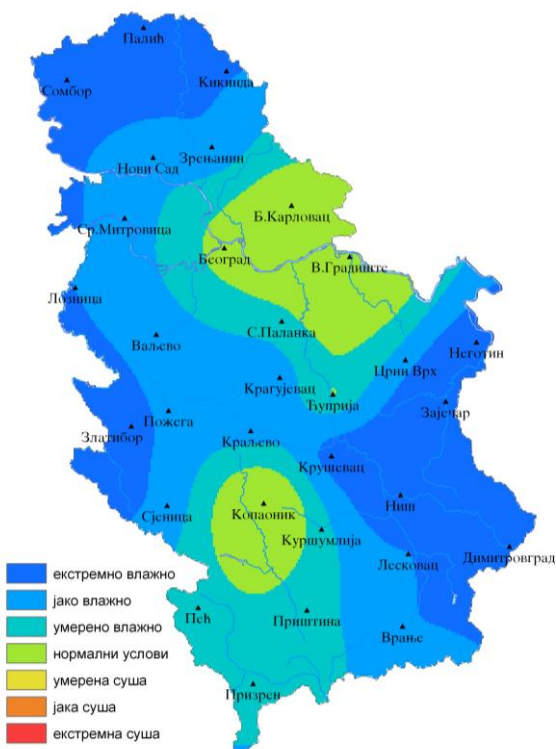 Палић
Кикинда
Сомбор
Зрењанин
Нови Сад
Б.Карловац
Ср.Митровица
Београд
В.Градиште
Лозница
С.Паланка
Ваљево
Неготин
Црни Врх
Крагујевац
Ћуприја
Зајечар
Пожега
Златибор
Краљево
Крушевац
Ниш
Копаоник
Сјеница
Куршумлија
Димитровград
Лесковац
Пећ
Приштина
Врање
Призрен
екстремно влажно
јако влажно
умерено влажно
нормални услови
умерена суша
јака суша
екстремна суша